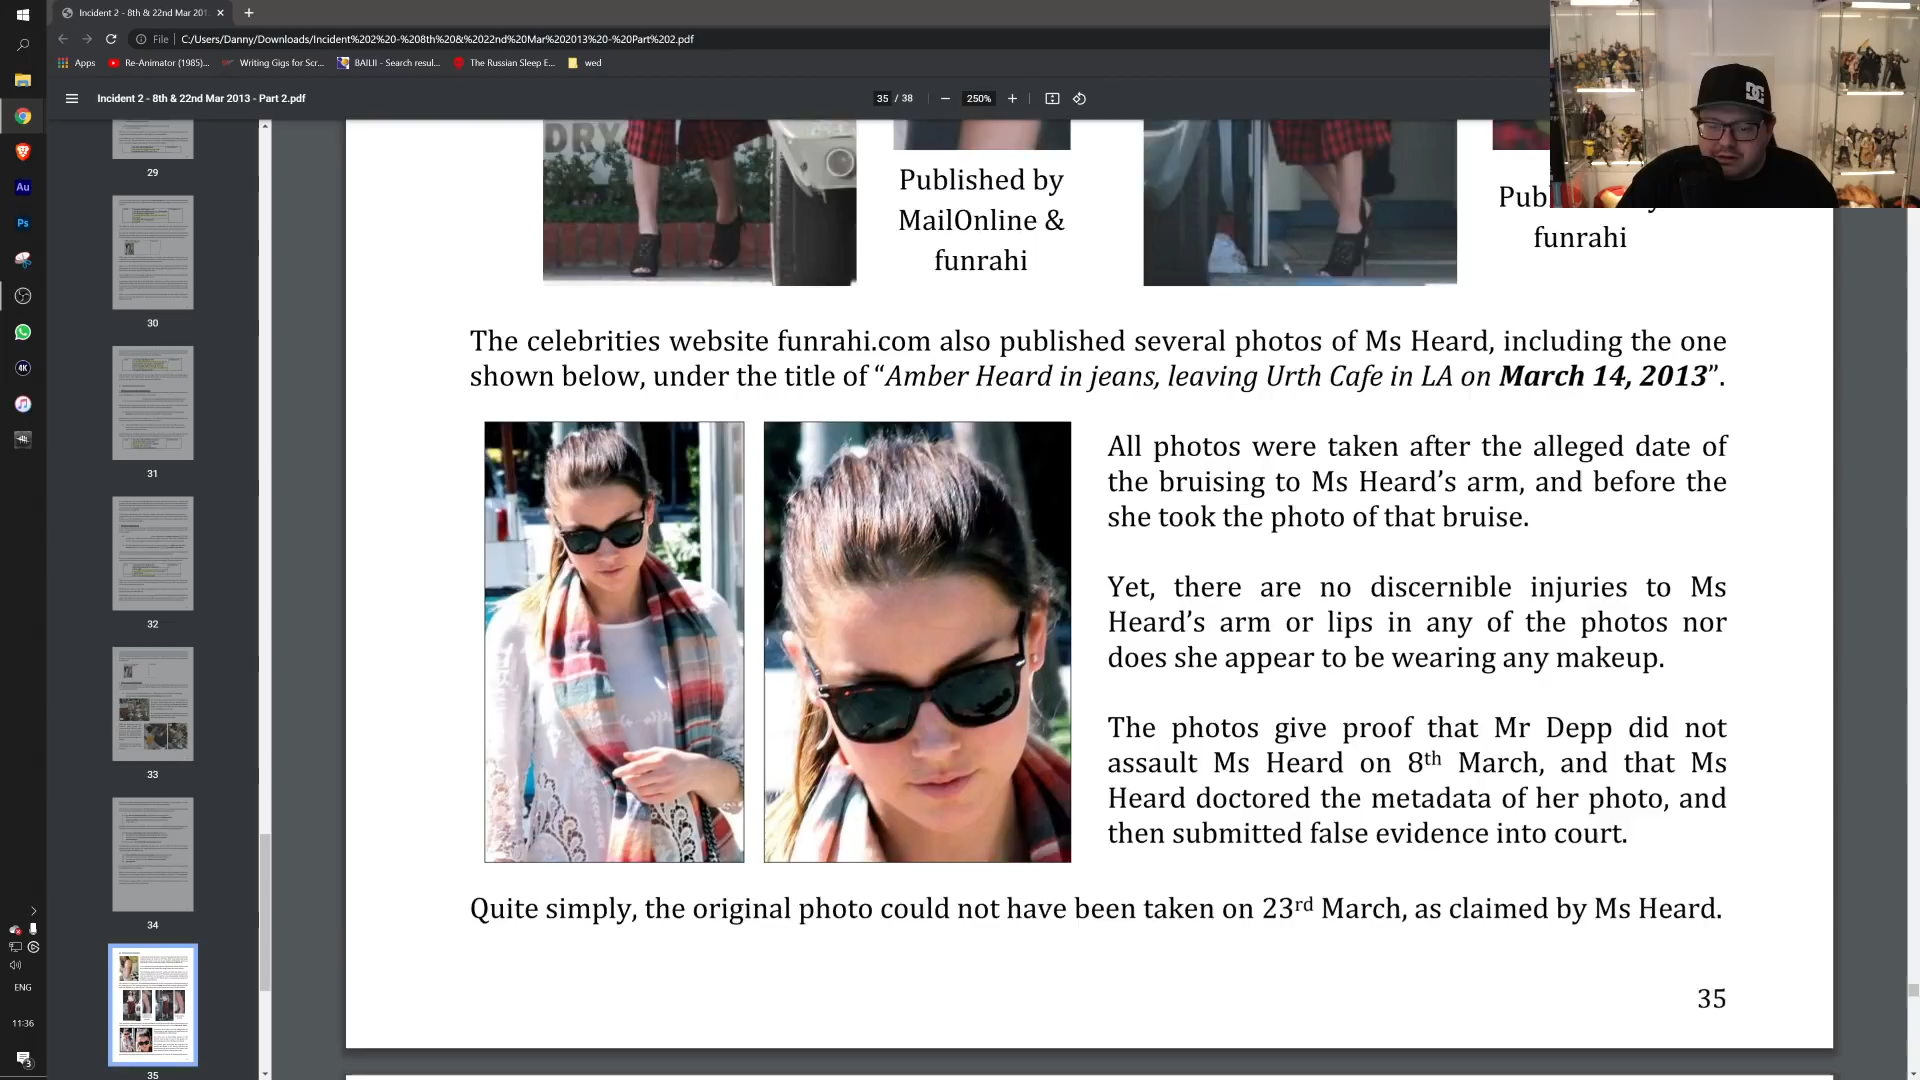 Incident 2 - 8th & 22nd Mar 201
File
C:/Users/Danny/Downloads/Incident%202%20-%208th%20&%2022nd%20Mar%202013%20-%20Part%202.pdf
Apps
Re-Animator (1985)...
Writing Gigs for Scr...
BAILII - Search resul...
The Russian Sleep E...
wed
Incident 2 - 8th & 22nd Mar 2013 - Part 2.pdf
35 / 38
250%
29
30
31
32
33
34
35
Au
Ps
4K
ENG
11:36
3
DRY
DC
Published by
MailOnline &
funrahi
Pub
funrahi
The celebrities website funrahi.com also published several photos of Ms Heard, including the one
shown below, under the title of “Amber Heard in jeans, leaving Urth Cafe in LA on March 14, 2013”.
All photos were taken after the alleged date of
the bruising to Ms Heard’s arm, and before the
she took the photo of that bruise.
Yet, there are no discernible injuries to Ms
Heard’s arm or lips in any of the photos nor
does she appear to be wearing any makeup.
The photos give proof that Mr Depp did not
assault Ms Heard on 8th March, and that Ms
Heard doctored the metadata of her photo, and
then submitted false evidence into court.
Quite simply, the original photo could not have been taken on 23rd March, as claimed by Ms Heard.
35